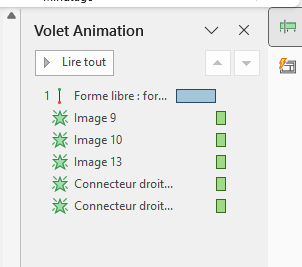 Volet Animation
Lire tout
1 Forme libre : for...
Image 9
Image 10
Image 13
Connecteur droit...
Connecteur droit...